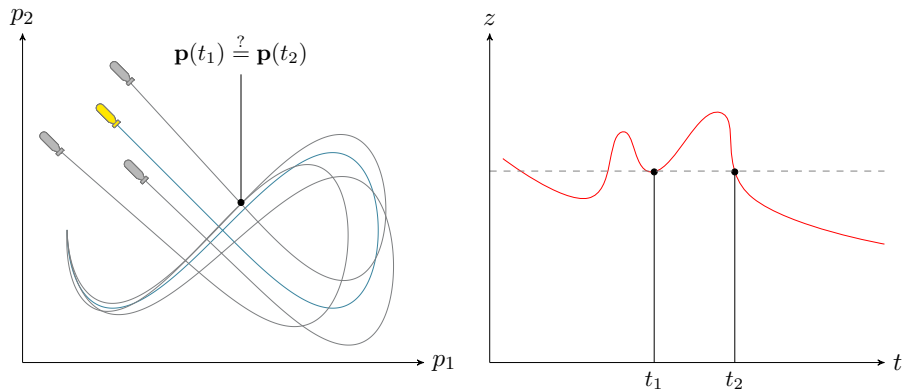 p₂
p(t₁) ≟ p(t₂)
p₁
z
t₁
t₂
t